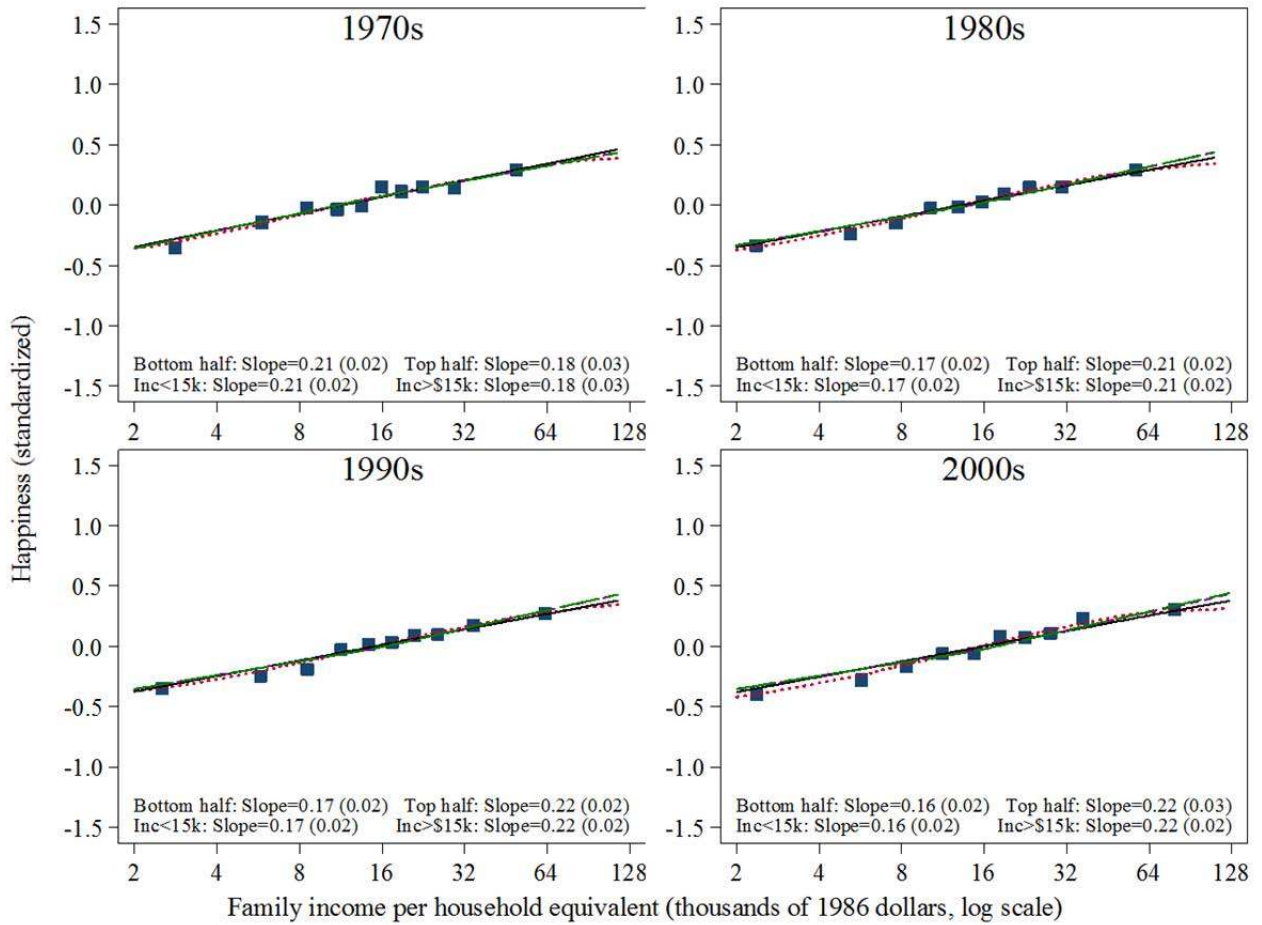 1970s
1.5
1.0
0.5
0.0
-0.5
-1.0
-1.5
Bottom half: Slope=0.21 (0.02) Top half: Slope=0.18 (0.03)
Inc<15k: Slope=0.21 (0.02) Inc>$15k: Slope=0.18 (0.03)
2 4 8 16 32 64 128
1980s
1.5
1.0
0.5
0.0
-0.5
-1.0
-1.5
Bottom half: Slope=0.17 (0.02) Top half: Slope=0.21 (0.02)
Inc<15k: Slope=0.17 (0.02) Inc>$15k: Slope=0.21 (0.02)
2 4 8 16 32 64 128
Happiness (standardized)
1990s
1.5
1.0
0.5
0.0
-0.5
-1.0
-1.5
Bottom half: Slope=0.17 (0.02) Top half: Slope=0.22 (0.02)
Inc<15k: Slope=0.17 (0.02) Inc>$15k: Slope=0.22 (0.02)
2 4 8 16 32 64 128
2000s
1.5
1.0
0.5
0.0
-0.5
-1.0
-1.5
Bottom half: Slope=0.16 (0.02) Top half: Slope=0.22 (0.03)
Inc<15k: Slope=0.16 (0.02) Inc>$15k: Slope=0.22 (0.02)
2 4 8 16 32 64 128
Family income per household equivalent (thousands of 1986 dollars, log scale)